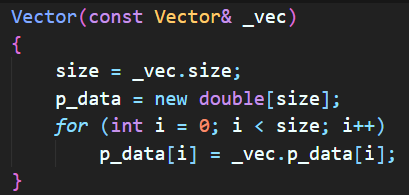 Vector(const Vector& _vec)
{
    size = _vec.size;
    p_data = new double[size];
    for (int i = 0; i < size; i++)
        p_data[i] = _vec.p_data[i];
}